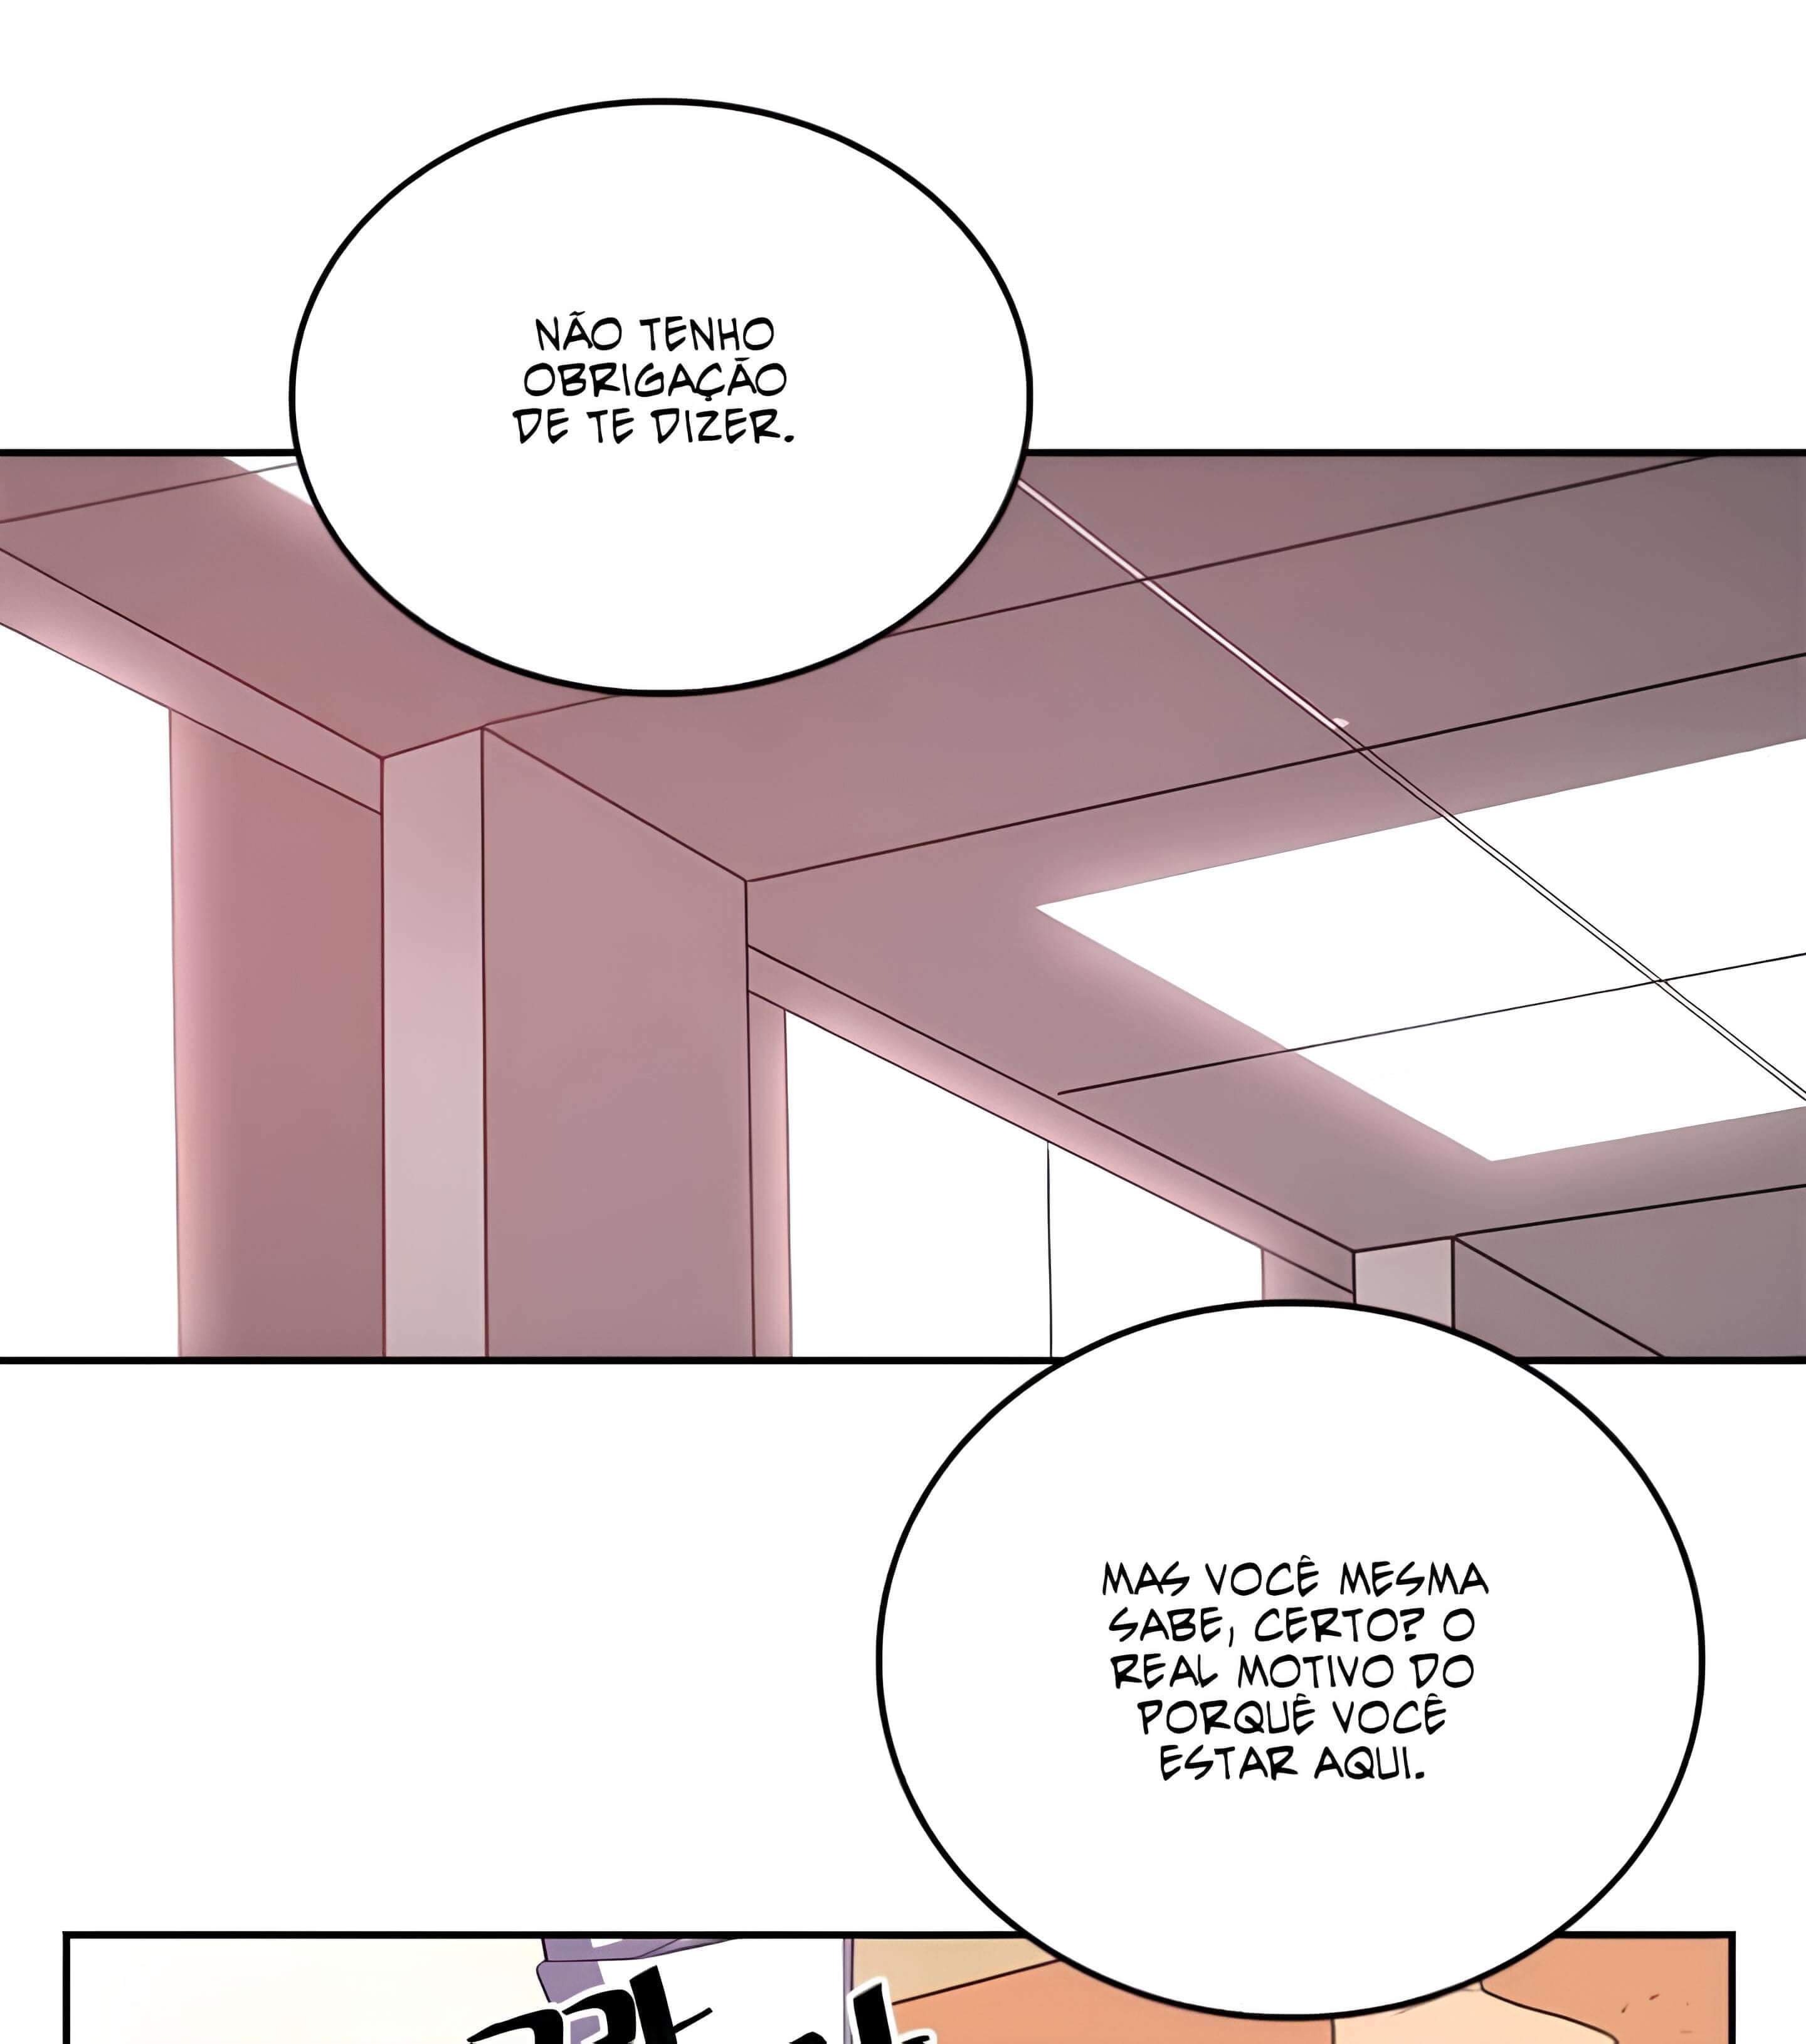 NÃO TENHO
OBRIGAÇÃO
DE TE DIZER.
MAS VOCÊ MESMA
SABE, CERTO? O
REAL MOTIVO DO
PORQUÊ VOCÊ
ESTAR AQUI.